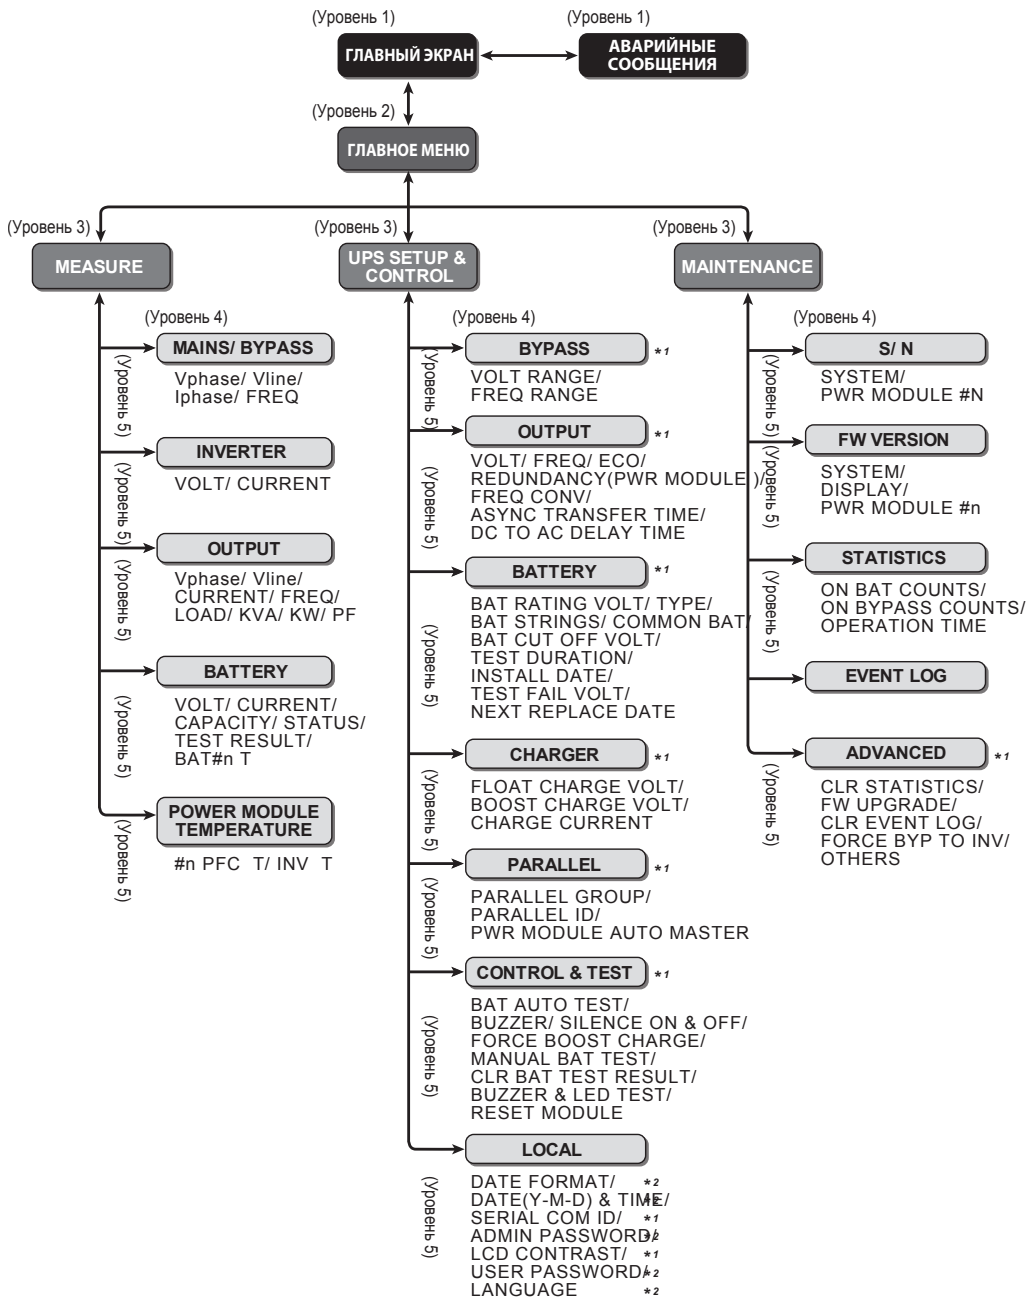 (Уровень 1)
ГЛАВНЫЙ ЭКРАН
(Уровень 1)
АВАРИЙНЫЕ
СООБЩЕНИЯ
(Уровень 2)
ГЛАВНОЕ МЕНЮ
(Уровень 3)
MEASURE
(Уровень 4)
(Уровень 5)
MAINS/ BYPASS
Vphase/ Vline/
Iphase/ FREQ
(Уровень 5)
INVERTER
VOLT/ CURRENT
(Уровень 5)
OUTPUT
Vphase/ Vline/
CURRENT/ FREQ/
LOAD/ KVA/ KW/ PF
(Уровень 5)
BATTERY
VOLT/ CURRENT/
CAPACITY/ STATUS/
TEST RESULT/
BAT#n T
(Уровень 5)
POWER MODULE
TEMPERATURE
#n PFC T/ INV T
(Уровень 3)
UPS SETUP &
CONTROL
(Уровень 4)
(Уровень 5)
BYPASS *1
VOLT RANGE/
FREQ RANGE
(Уровень 5)
OUTPUT *1
VOLT/ FREQ/ ECO/
REDUNDANCY(PWR MODULE )/
FREQ CONV/
ASYNC TRANSFER TIME/
DC TO AC DELAY TIME
(Уровень 5)
BATTERY *1
BAT RATING VOLT/ TYPE/
BAT STRINGS/ COMMON BAT/
BAT CUT OFF VOLT/
TEST DURATION/
INSTALL DATE/
TEST FAIL VOLT/
NEXT REPLACE DATE
(Уровень 5)
CHARGER *1
FLOAT CHARGE VOLT/
BOOST CHARGE VOLT/
CHARGE CURRENT
(Уровень 5)
PARALLEL *1
PARALLEL GROUP/
PARALLEL ID/
PWR MODULE AUTO MASTER
(Уровень 5)
CONTROL & TEST *1
BAT AUTO TEST/
BUZZER/ SILENCE ON & OFF/
FORCE BOOST CHARGE/
MANUAL BAT TEST/
CLR BAT TEST RESULT/
BUZZER & LED TEST/
RESET MODULE
(Уровень 5)
LOCAL
DATE FORMAT/ *2
DATE(Y-M-D) & TIME/ *2
SERIAL COM ID/ *1
ADMIN PASSWORD/ *2
LCD CONTRAST/ *1
USER PASSWORD/ *2
LANGUAGE *2
(Уровень 3)
MAINTENANCE
(Уровень 4)
(Уровень 5)
S/ N
SYSTEM/
PWR MODULE #N
(Уровень 5)
FW VERSION
SYSTEM/
DISPLAY/
PWR MODULE #n
(Уровень 5)
STATISTICS
ON BAT COUNTS/
ON BYPASS COUNTS/
OPERATION TIME
EVENT LOG
(Уровень 5)
ADVANCED *1
CLR STATISTICS/
FW UPGRADE/
CLR EVENT LOG/
FORCE BYP TO INV/
OTHERS